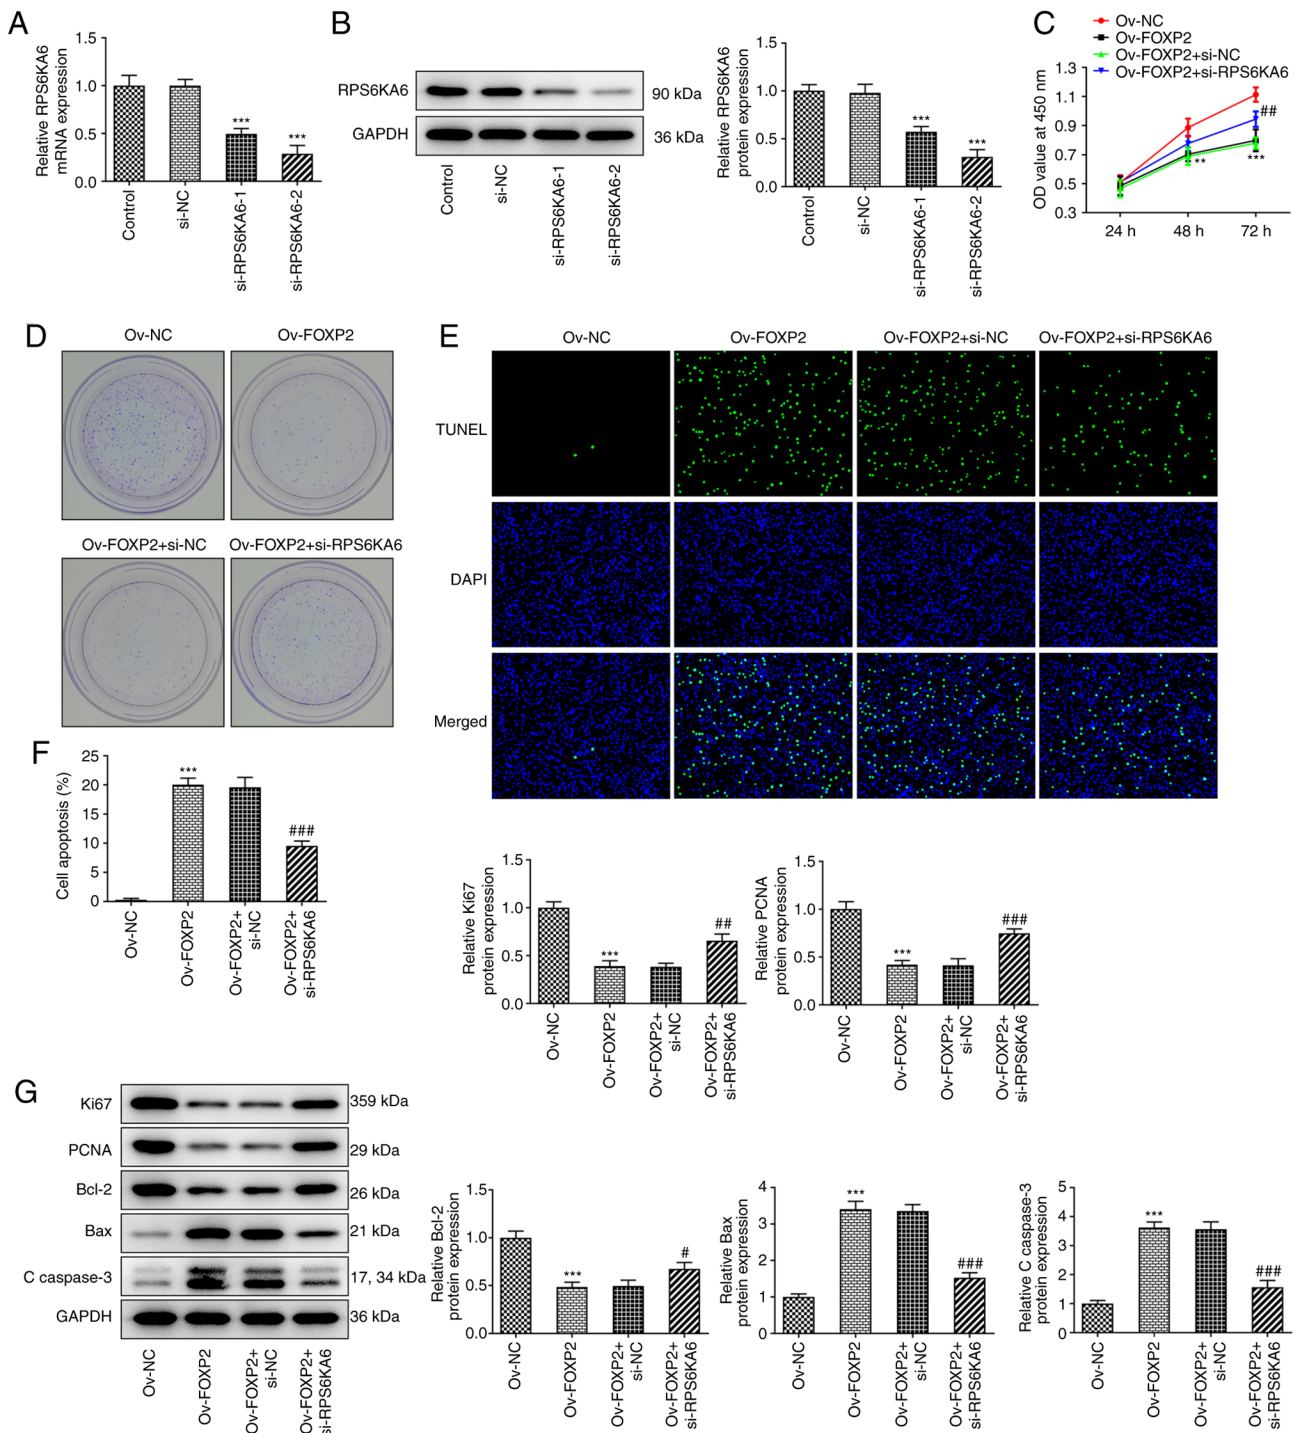 A
Relative RPS6KA6
mRNA expression
1.5
1.0
0.5
0.0
***
***
Control
si-NC
si-RPS6KA6-1
si-RPS6KA6-2
B
RPS6KA6
90 kDa
GAPDH
36 kDa
Control
si-NC
si-RPS6KA6-1
si-RPS6KA6-2
Relative RPS6KA6
protein expression
1.5
1.0
0.5
0.0
***
***
Control
si-NC
si-RPS6KA6-1
si-RPS6KA6-2
C
Ov-NC
Ov-FOXP2
Ov-FOXP2+si-NC
Ov-FOXP2+si-RPS6KA6
OD value at 450 nm
1.3
1.1
0.9
0.7
0.5
0.3
##
**
***
24 h
48 h
72 h
D
Ov-NC
Ov-FOXP2
Ov-FOXP2+si-NC
Ov-FOXP2+si-RPS6KA6
E
Ov-NC
Ov-FOXP2
Ov-FOXP2+si-NC
Ov-FOXP2+si-RPS6KA6
TUNEL
DAPI
Merged
F
Cell apoptosis (%)
25
20
15
10
5
0
***
###
Ov-NC
Ov-FOXP2
Ov-FOXP2+
si-NC
Ov-FOXP2+
si-RPS6KA6
Relative Ki67
protein expression
1.5
1.0
0.5
0.0
***
##
Ov-NC
Ov-FOXP2
Ov-FOXP2+
si-NC
Ov-FOXP2+
si-RPS6KA6
Relative PCNA
protein expression
1.5
1.0
0.5
0.0
***
###
Ov-NC
Ov-FOXP2
Ov-FOXP2+
si-NC
Ov-FOXP2+
si-RPS6KA6
G
Ki67
359 kDa
PCNA
29 kDa
Bcl-2
26 kDa
Bax
21 kDa
C caspase-3
17, 34 kDa
GAPDH
36 kDa
Ov-NC
Ov-FOXP2
Ov-FOXP2+
si-NC
Ov-FOXP2+
si-RPS6KA6
Relative Bcl-2
protein expression
1.5
1.0
0.5
0.0
***
#
Ov-NC
Ov-FOXP2
Ov-FOXP2+
si-NC
Ov-FOXP2+
si-RPS6KA6
Relative Bax
protein expression
4
3
2
1
0
***
###
Ov-NC
Ov-FOXP2
Ov-FOXP2+
si-NC
Ov-FOXP2+
si-RPS6KA6
Relative C caspase-3
protein expression
5
4
3
2
1
0
***
###
Ov-NC
Ov-FOXP2
Ov-FOXP2+
si-NC
Ov-FOXP2+
si-RPS6KA6